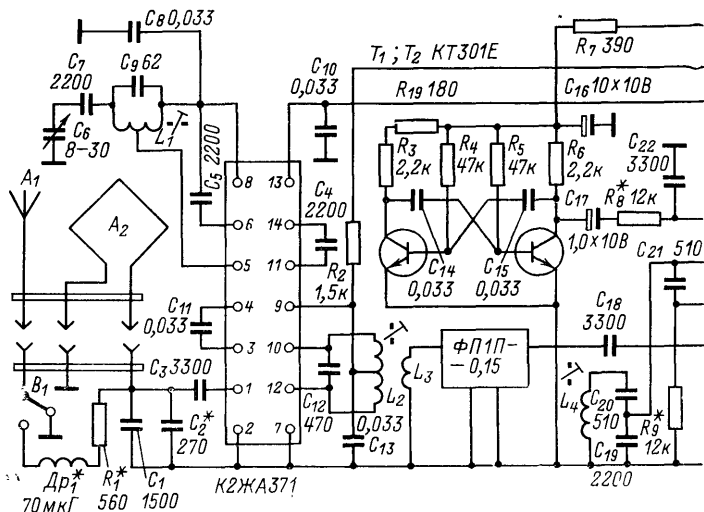 C8 0,033
C7
2200
C9 62
C10
0,033
T1 ; T2 КТ301Е
R7 390
R19 180
C16 10×10В
C6
8–30
L1
C5 2200
R3
2,2к
R4
47к
R5
47к
R6
2,2к
C22
3300
A1
A2
8
13
C4
2200
6
14
C17
1,0×10В
R8* 12к
5
11
R2
1,5к
C14
0,033
C15
0,033
C21 510
C11
0,033
4
9
3
10
C18
3300
ФП1П–
–0,15
C3 3300
1
12
L2
L3
L4
C20
510
B1
C2*
270
C12
470
0,033
C13
C19
R9*
12к
2
7
Др1*
70мкГ
R1*
560
C1
1500
К2ЖА371
2200